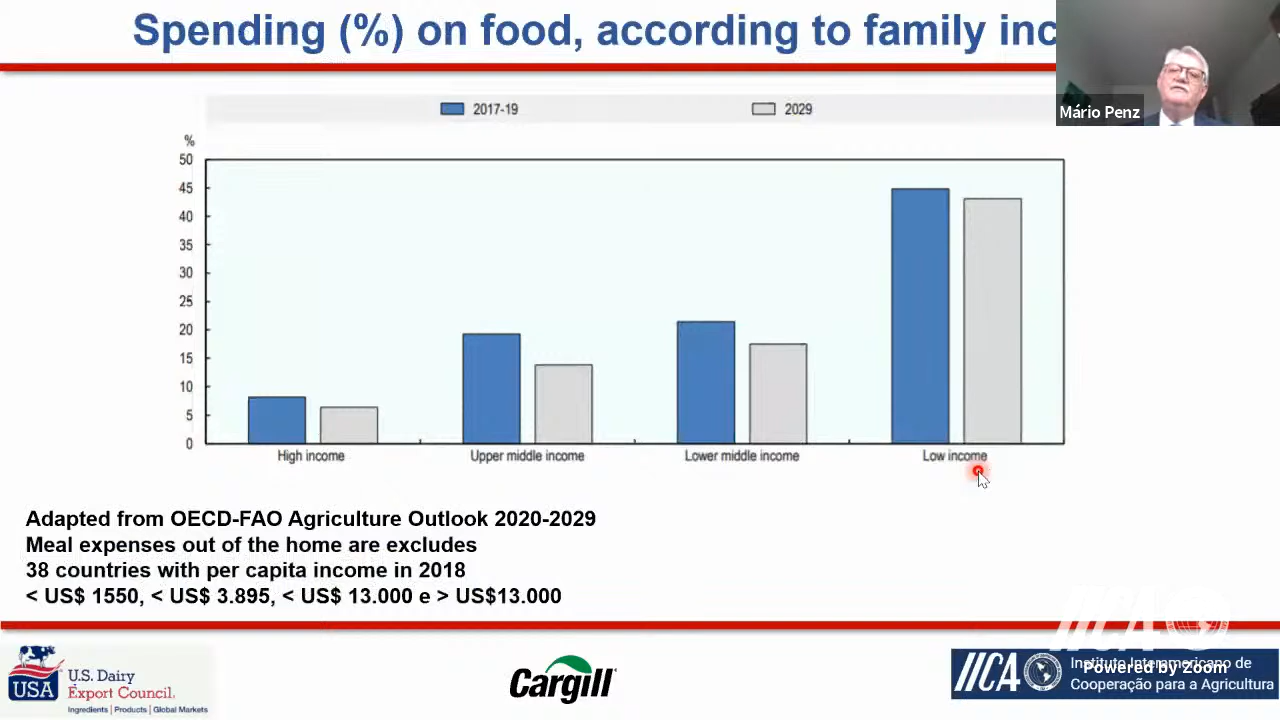 Spending (%) on food, according to family inc
Mário Penz
2017-19
2029
%
50
45
40
35
30
25
20
15
10
5
0
High income
Upper middle income
Lower middle income
Low income
Adapted from OECD-FAO Agriculture Outlook 2020-2029
Meal expenses out of the home are excludes
38 countries with per capita income in 2018
< US$ 1550, < US$ 3.895, < US$ 13.000 e > US$13.000
IICA
USA
U.S. Dairy
Export Council.
Ingredients | Products | Global Markets
Cargill
IICA
Instituto Interamericano de
Powered by Zoom
Cooperação para a Agricultura